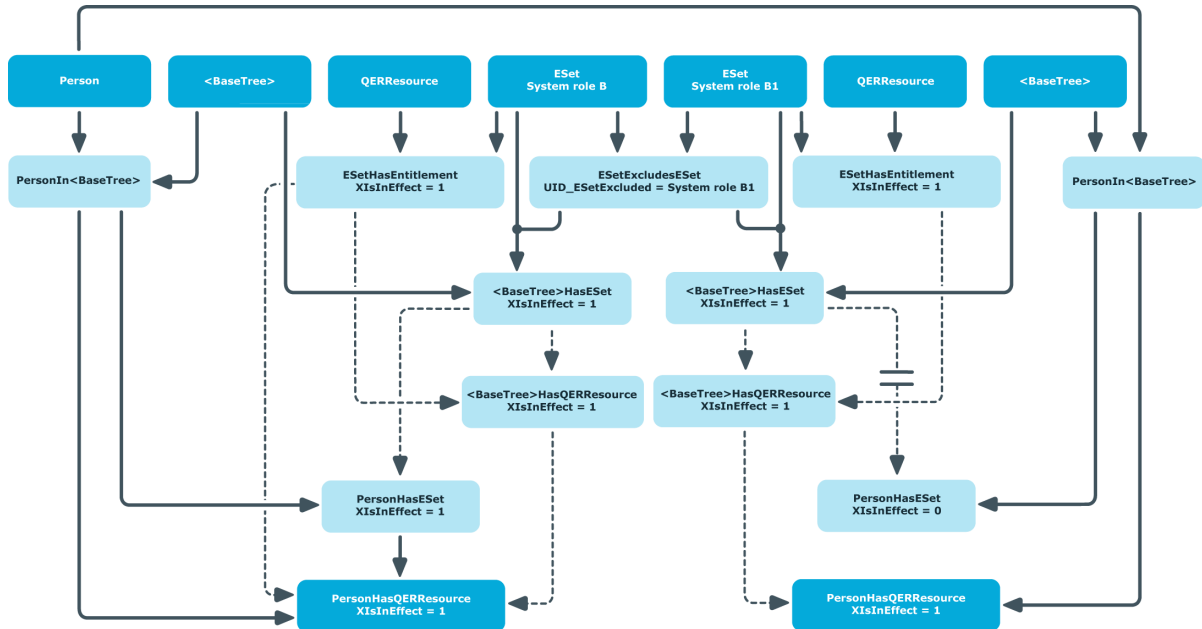 Person
<BaseTree>
QERResource
ESet
System role B
ESet
System role B1
QERResource
<BaseTree>
PersonIn<BaseTree>
ESetHasEntitlement
XIsInEffect = 1
ESetExcludesESet
UID_ESetExcluded = System role B1
ESetHasEntitlement
XIsInEffect = 1
PersonIn<BaseTree>
<BaseTree>HasESet
XIsInEffect = 1
<BaseTree>HasESet
XIsInEffect = 1
<BaseTree>HasQERResource
XIsInEffect = 1
<BaseTree>HasQERResource
XIsInEffect = 1
PersonHasESet
XIsInEffect = 1
PersonHasESet
XIsInEffect = 0
PersonHasQERResource
XIsInEffect = 1
PersonHasQERResource
XIsInEffect = 1